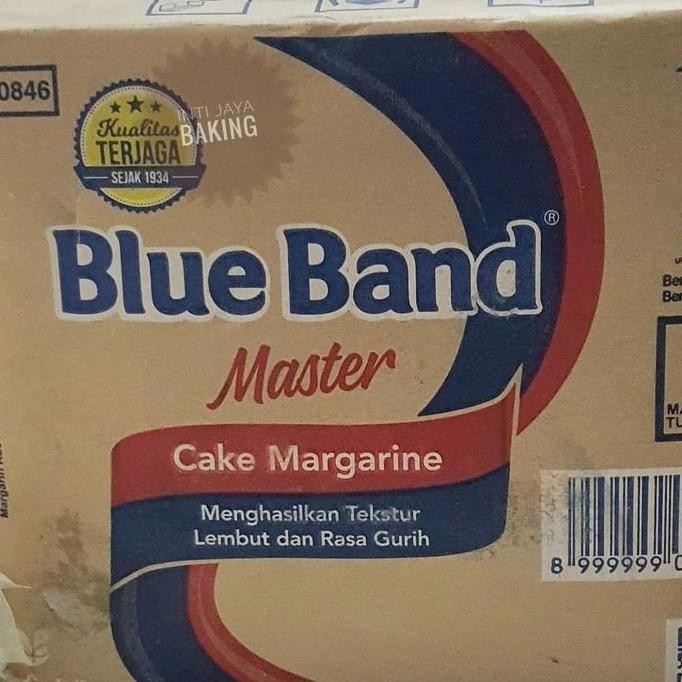 0846
★★★
Kualitas
TERJAGA
SEJAK 1934
INTI JAYA
BAKING
Blue Band®
Master
Cake Margarine
Menghasilkan Tekstur
Lembut dan Rasa Gurih
8 999999 0